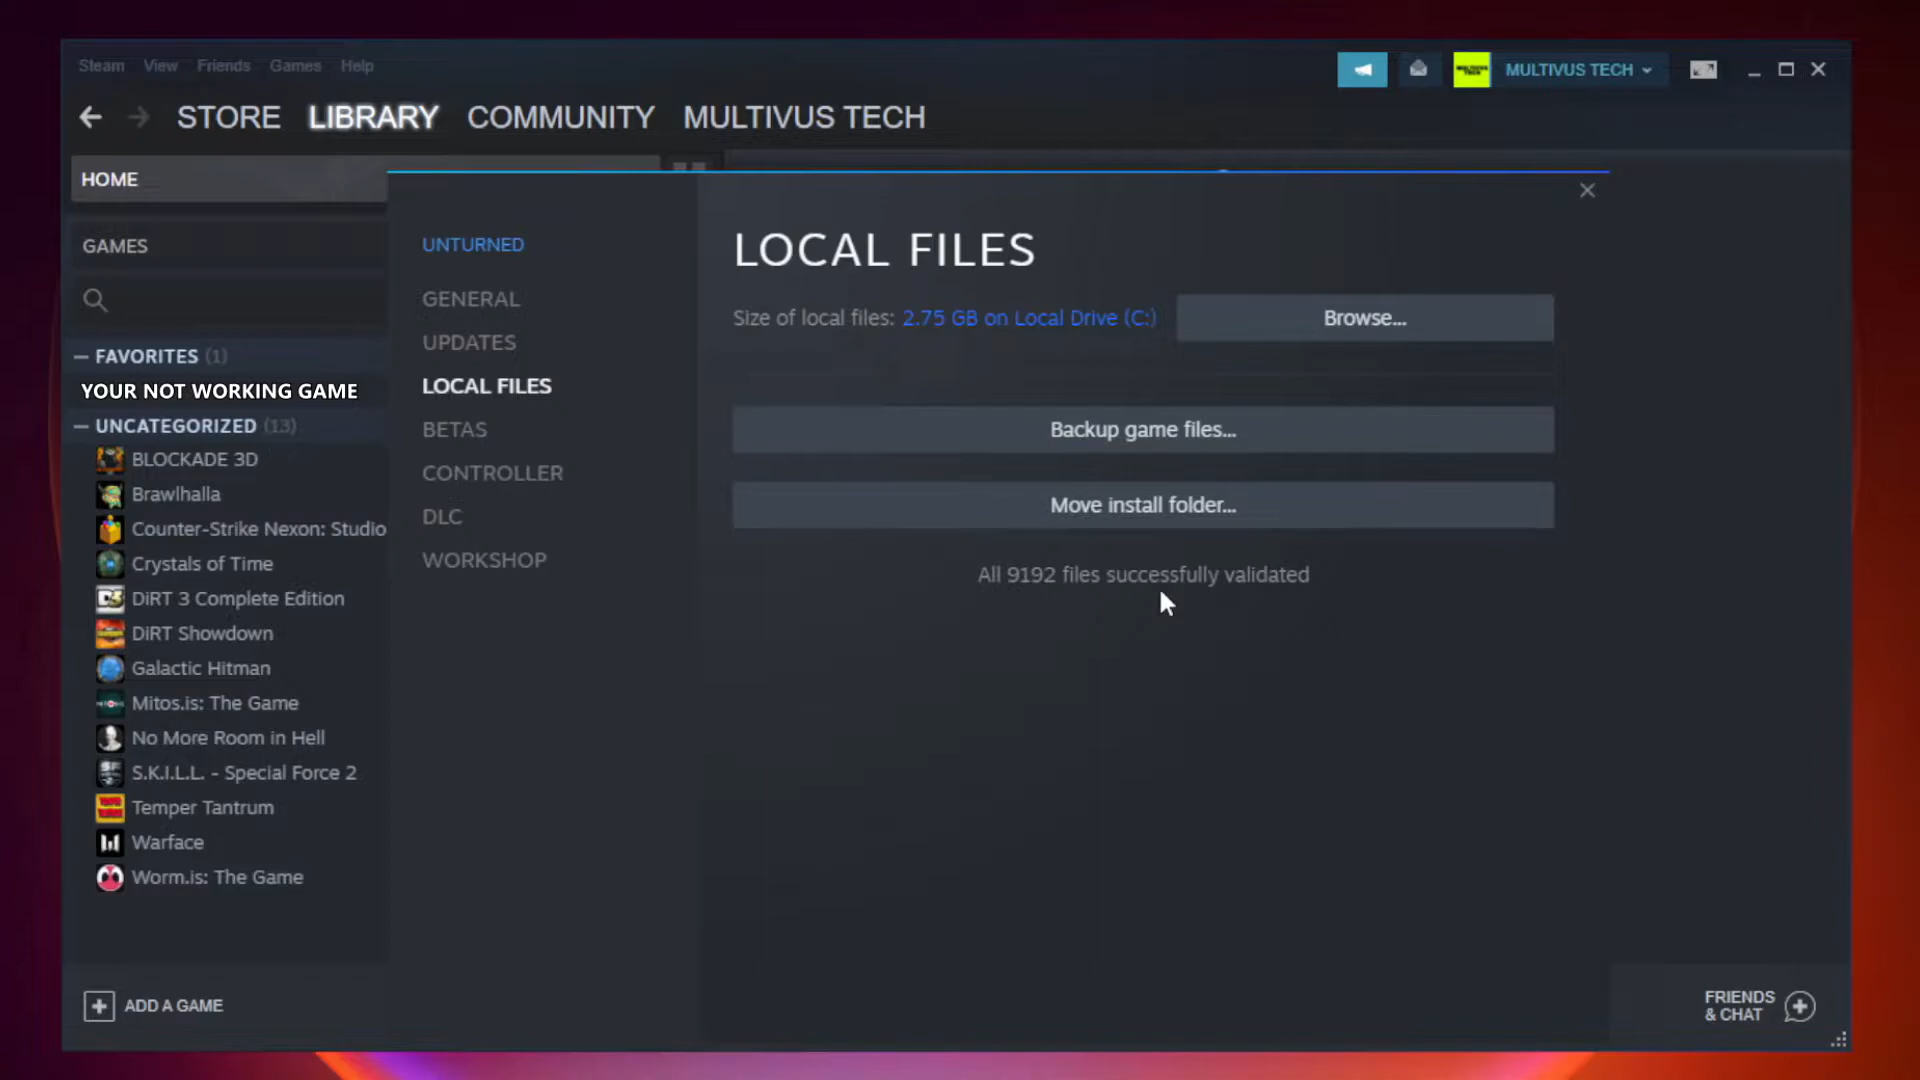 Steam View Friends Games Help
MULTIVUS TECH
STORE LIBRARY COMMUNITY MULTIVUS TECH
HOME
GAMES
— FAVORITES (1)
YOUR NOT WORKING GAME
— UNCATEGORIZED (13)
BLOCKADE 3D
Brawlhalla
Counter-Strike Nexon: Studio
Crystals of Time
DiRT 3 Complete Edition
DiRT Showdown
Galactic Hitman
Mitos.is: The Game
No More Room in Hell
S.K.I.L.L. - Special Force 2
Temper Tantrum
Warface
Worm.is: The Game
ADD A GAME
UNTURNED
GENERAL
UPDATES
LOCAL FILES
BETAS
CONTROLLER
DLC
WORKSHOP
LOCAL FILES
Size of local files: 2.75 GB on Local Drive (C:)
Browse...
Backup game files...
Move install folder...
All 9192 files successfully validated
FRIENDS
& CHAT